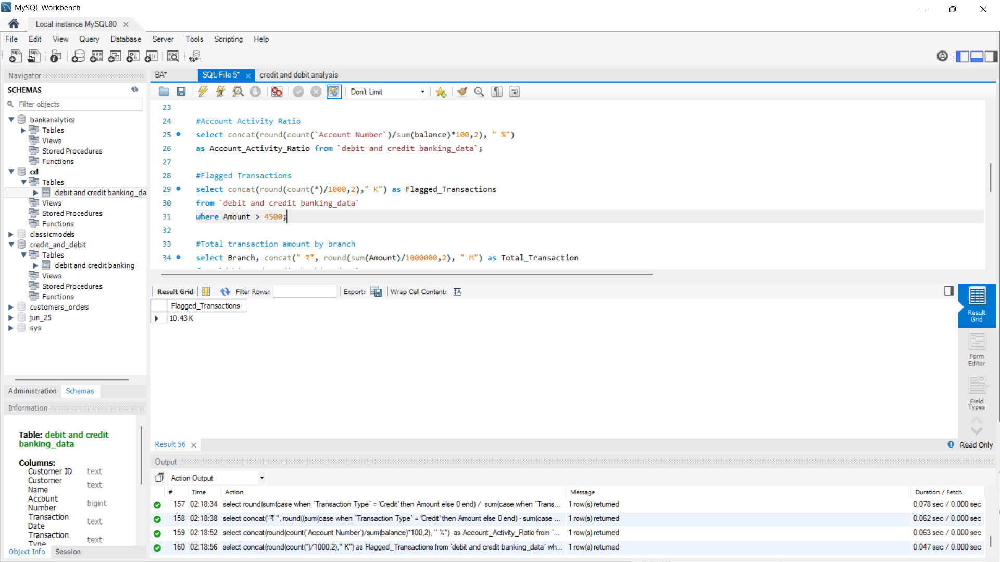 MySQL Workbench
Local instance MySQL80
File Edit View Query Database Server Tools Scripting Help
Navigator
SCHEMAS
Filter objects
bankanalytics
Tables
Views
Stored Procedures
Functions
cd
Tables
debit and credit banking_da
Views
Stored Procedures
Functions
classicmodels
credit_and_debit
Tables
debit and credit banking
Views
Stored Procedures
Functions
customers_orders
jun_25
sys
Administration Schemas
Information
Table: debit and credit
banking_data
Columns:
Customer ID text
Customer
Name text
Account
Number bigint
Transaction
Date text
Transaction
Type text
Object Info Session
BA* SQL File 5* credit and debit analysis
Don't Limit
23
24 #Account Activity Ratio
25 select concat(round(count(`Account Number`)/sum(balance)*100,2), " %")
26 as Account_Activity_Ratio from `debit and credit banking_data`;
27
28 #Flagged Transactions
29 select concat(round(count(*)/1000,2)," K") as Flagged_Transactions
30 from `debit and credit banking_data`
31 where Amount > 4500;
32
33 #Total transaction amount by branch
34 select Branch, concat(" ₹", round(sum(Amount)/1000000,2), " M") as Total_Transaction
Result Grid Filter Rows: Export: Wrap Cell Content:
Flagged_Transactions
10.43 K
Result
Grid
Form
Editor
Field
Types
Result 56
Read Only
Output
Action Output
# Time Action Message Duration / Fetch
157 02:18:34 select round(sum(case when `Transaction Type` = 'Credit' then Amount else 0 end) / sum(case when `Trans... 1 row(s) returned 0.078 sec / 0.000 sec
158 02:18:38 select concat("₹ ", round((sum(case when `Transaction Type` = 'Credit' then Amount else 0 end) - sum(case ... 1 row(s) returned 0.062 sec / 0.000 sec
159 02:18:52 select concat(round(count(`Account Number`)/sum(balance)*100,2), " %") as Account_Activity_Ratio from `... 1 row(s) returned 0.063 sec / 0.000 sec
160 02:18:56 select concat(round(count(*)/1000,2)," K") as Flagged_Transactions from `debit and credit banking_data` wh... 1 row(s) returned 0.047 sec / 0.000 sec